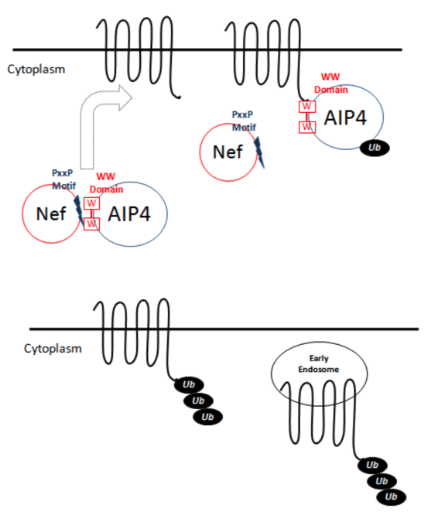 Cytoplasm
WW
Domain
W
W
AIP4
Ub
PxxP
Motif
Nef
PxxP
Motif
WW
Domain
Nef
W
W
AIP4
Cytoplasm
Ub
Ub
Ub
Early
Endosome
Ub
Ub
Ub